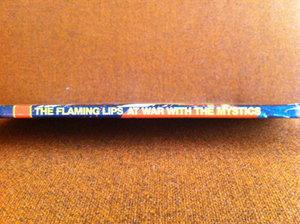 THE FLAMING LIPS AT WAR WITH THE MYSTICS